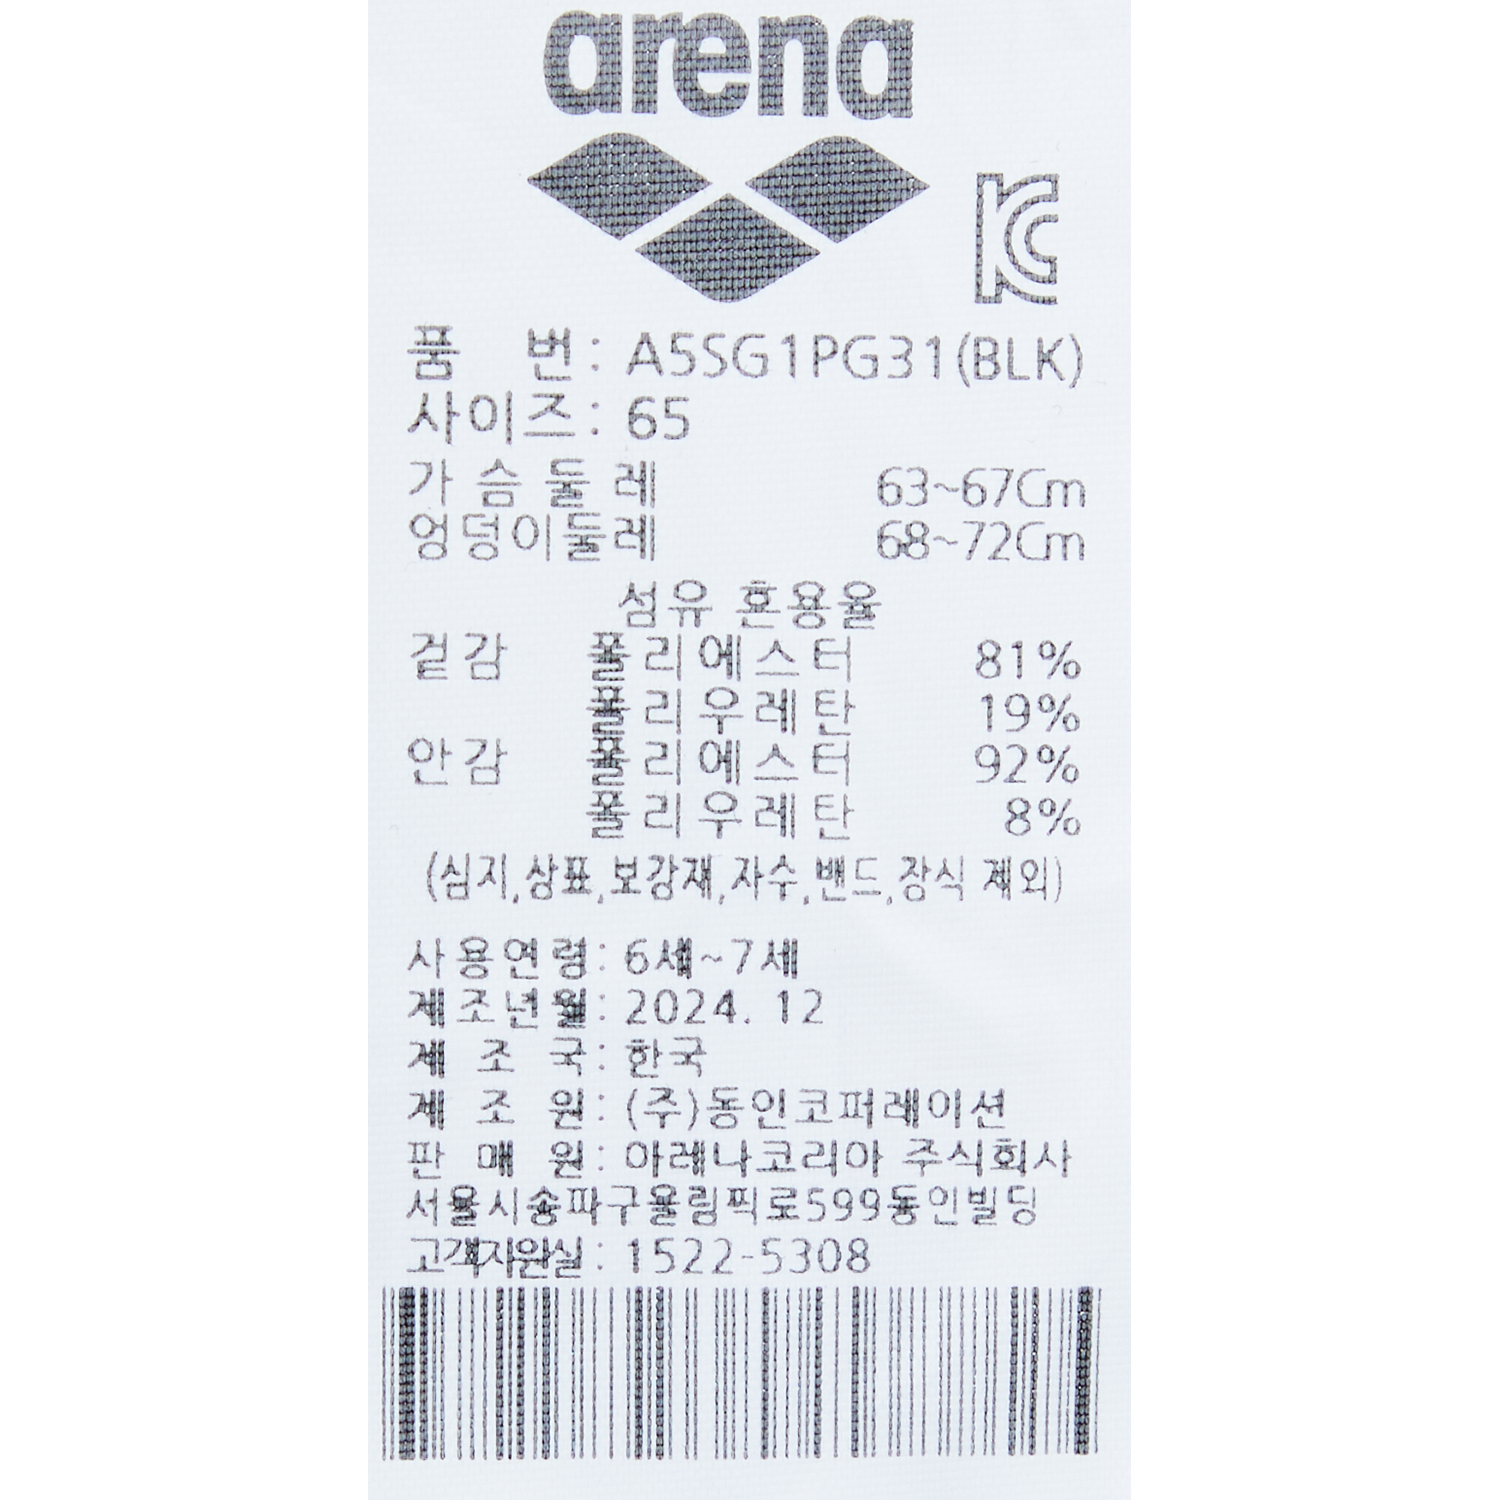 arena
KC
품 번: A5SG1PG31(BLK)
사이즈: 65
가슴둘레 63~67Cm
엉덩이둘레 68~72Cm
섬유 혼용율
겉감 폴리에스터 81%
폴리우레탄 19%
안감 폴리에스터 92%
폴리우레탄 8%
(심지,상표,보강재,자수,밴드,장식 제외)
사용연령: 6세~7세
제조년월: 2024. 12
제 조 국: 한국
제 조 원: (주)동인코퍼레이션
판 매 원: 아레나코리아 주식회사
서울시송파구올림픽로599동인빌딩
고객지원실: 1522-5308